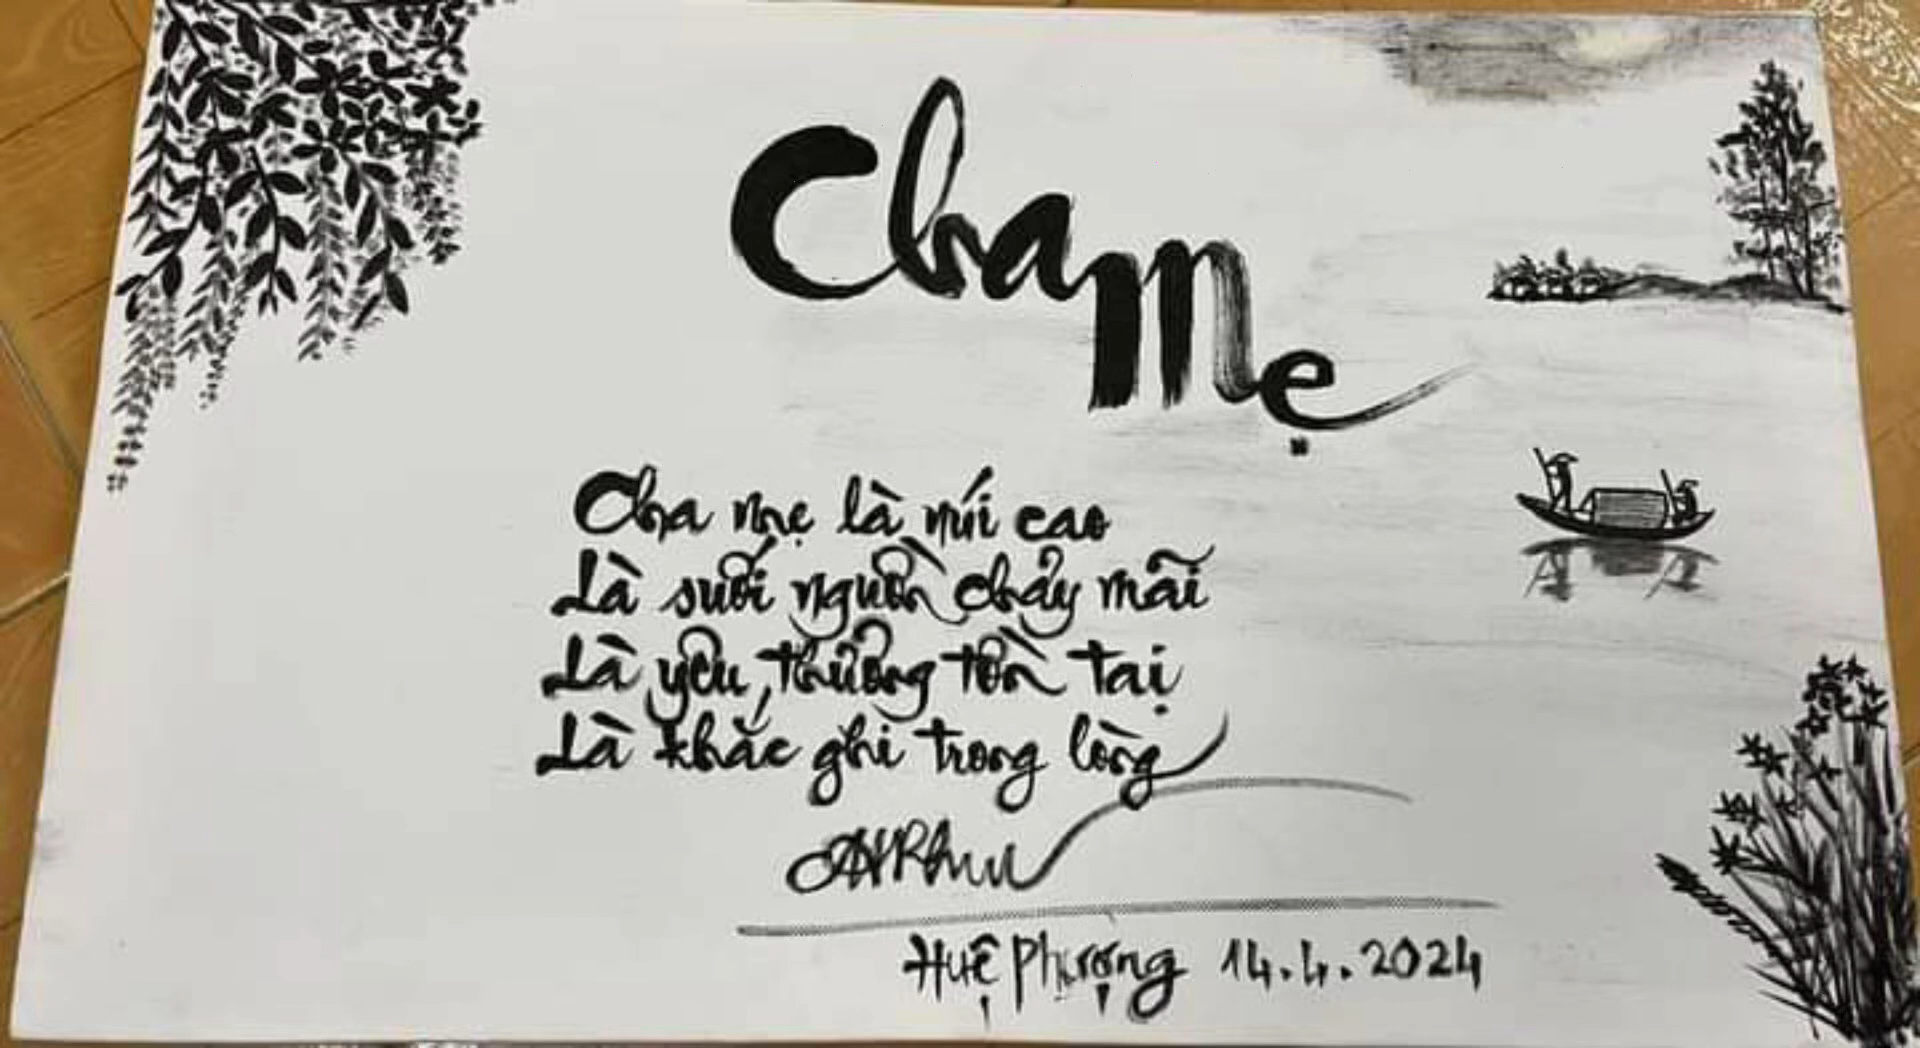 Cha Mẹ
Cha mẹ là núi cao
Là suối nguồn chảy mãi
Là yêu thương tồn tại
Là khắc ghi trong lòng
Huệ Phượng 14.4.2024